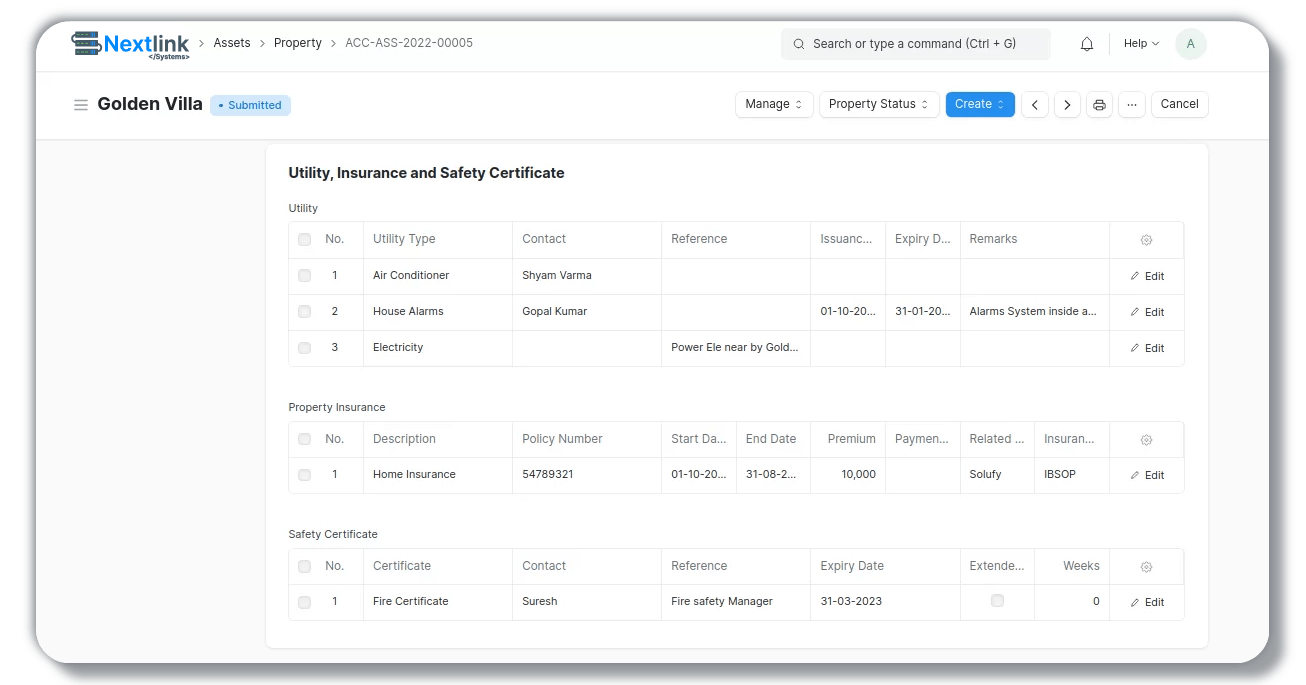 Nextlink
</Systems>
Assets
Property
ACC-ASS-2022-00005
Search or type a command (Ctrl + G)
Help
A
Golden Villa
Submitted
Manage
Property Status
Create
Cancel
Utility, Insurance and Safety Certificate
Utility
No. Utility Type Contact Reference Issuanc... Expiry D... Remarks
1 Air Conditioner Shyam Varma Edit
2 House Alarms Gopal Kumar 01-10-20... 31-01-20... Alarms System inside a... Edit
3 Electricity Power Ele near by Gold... Edit
Property Insurance
No. Description Policy Number Start Da... End Date Premium Paymen... Related ... Insuran...
1 Home Insurance 54789321 01-10-20... 31-08-2... 10,000 Solufy IBSOP Edit
Safety Certificate
No. Certificate Contact Reference Expiry Date Extende... Weeks
1 Fire Certificate Suresh Fire safety Manager 31-03-2023 0 Edit